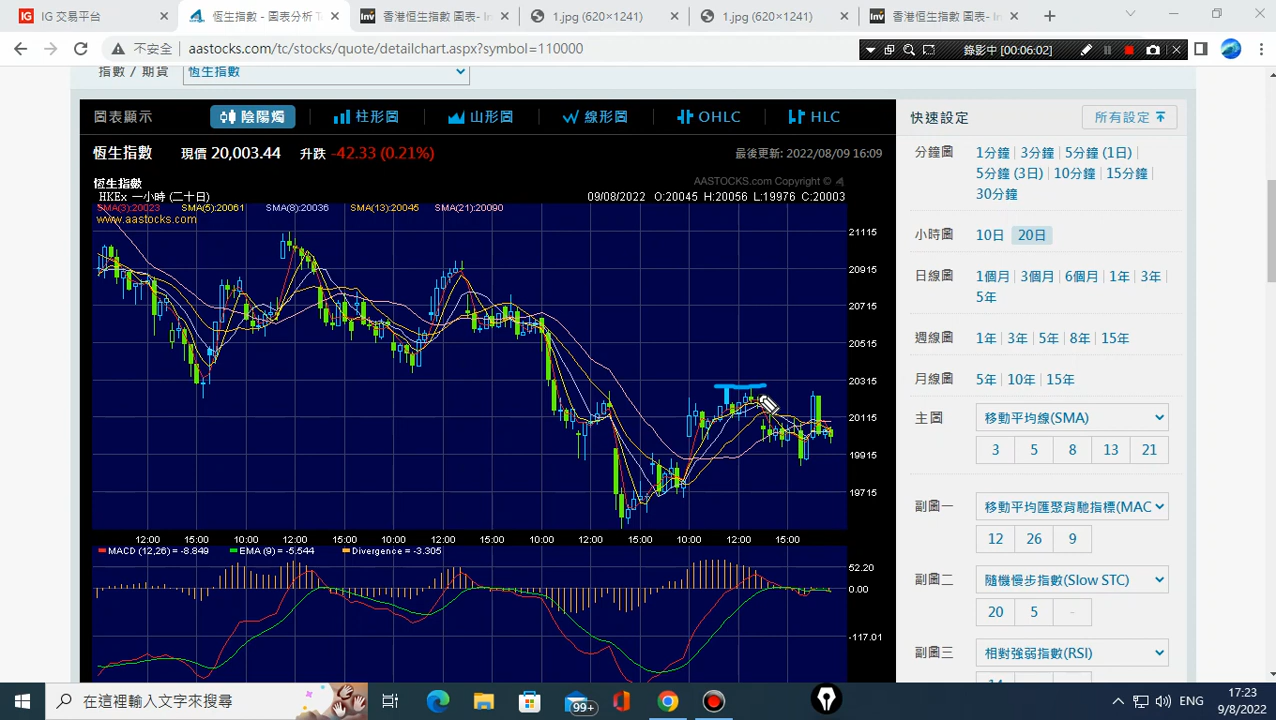 IG 交易平台
恆生指數 - 圖表分析 T
香港恒生指數 圖表- In
1.jpg (620×1241)
1.jpg (620×1241)
香港恒生指數 圖表- In
不安全
aastocks.com/tc/stocks/quote/detailchart.aspx?symbol=110000
錄影中 [00:06:02]
指數 / 期貨
恆生指數
圖表顯示
陰陽燭
柱形圖
山形圖
線形圖
OHLC
HLC
恆生指數 現價 20,003.44 升跌 -42.33 (0.21%)
最後更新: 2022/08/09 16:09
恆生指數
AASTOCKS.com Copyright ©
HKEx 一小時 (二十日)
09/08/2022 O:20045 H:20056 L:19976 C:20003
SMA(3):20023 SMA(5):20061 SMA(8):20036 SMA(13):20045 SMA(21):20090
www.aastocks.com
21115
20915
20715
20515
20315
20115
19915
19715
12:00 15:00 10:00 12:00 15:00 10:00 12:00 15:00 10:00 12:00 15:00 10:00 12:00 15:00
MACD (12,26) = -8.849 EMA (9) = -5.544 Divergence = -3.305
52.20
0.00
-117.01
快速設定
所有設定
分鐘圖
1分鐘 3分鐘 5分鐘 (1日)
5分鐘 (3日) 10分鐘 15分鐘
30分鐘
小時圖
10日 20日
日線圖
1個月 3個月 6個月 1年 3年
5年
週線圖
1年 3年 5年 8年 15年
月線圖
5年 10年 15年
主圖
移動平均線(SMA)
3 5 8 13 21
副圖一
移動平均匯聚背馳指標(MAC
12 26 9
副圖二
隨機慢步指數(Slow STC)
20 5 -
副圖三
相對強弱指數(RSI)
在這裡輸入文字來搜尋
99+
ENG
17:23
9/8/2022